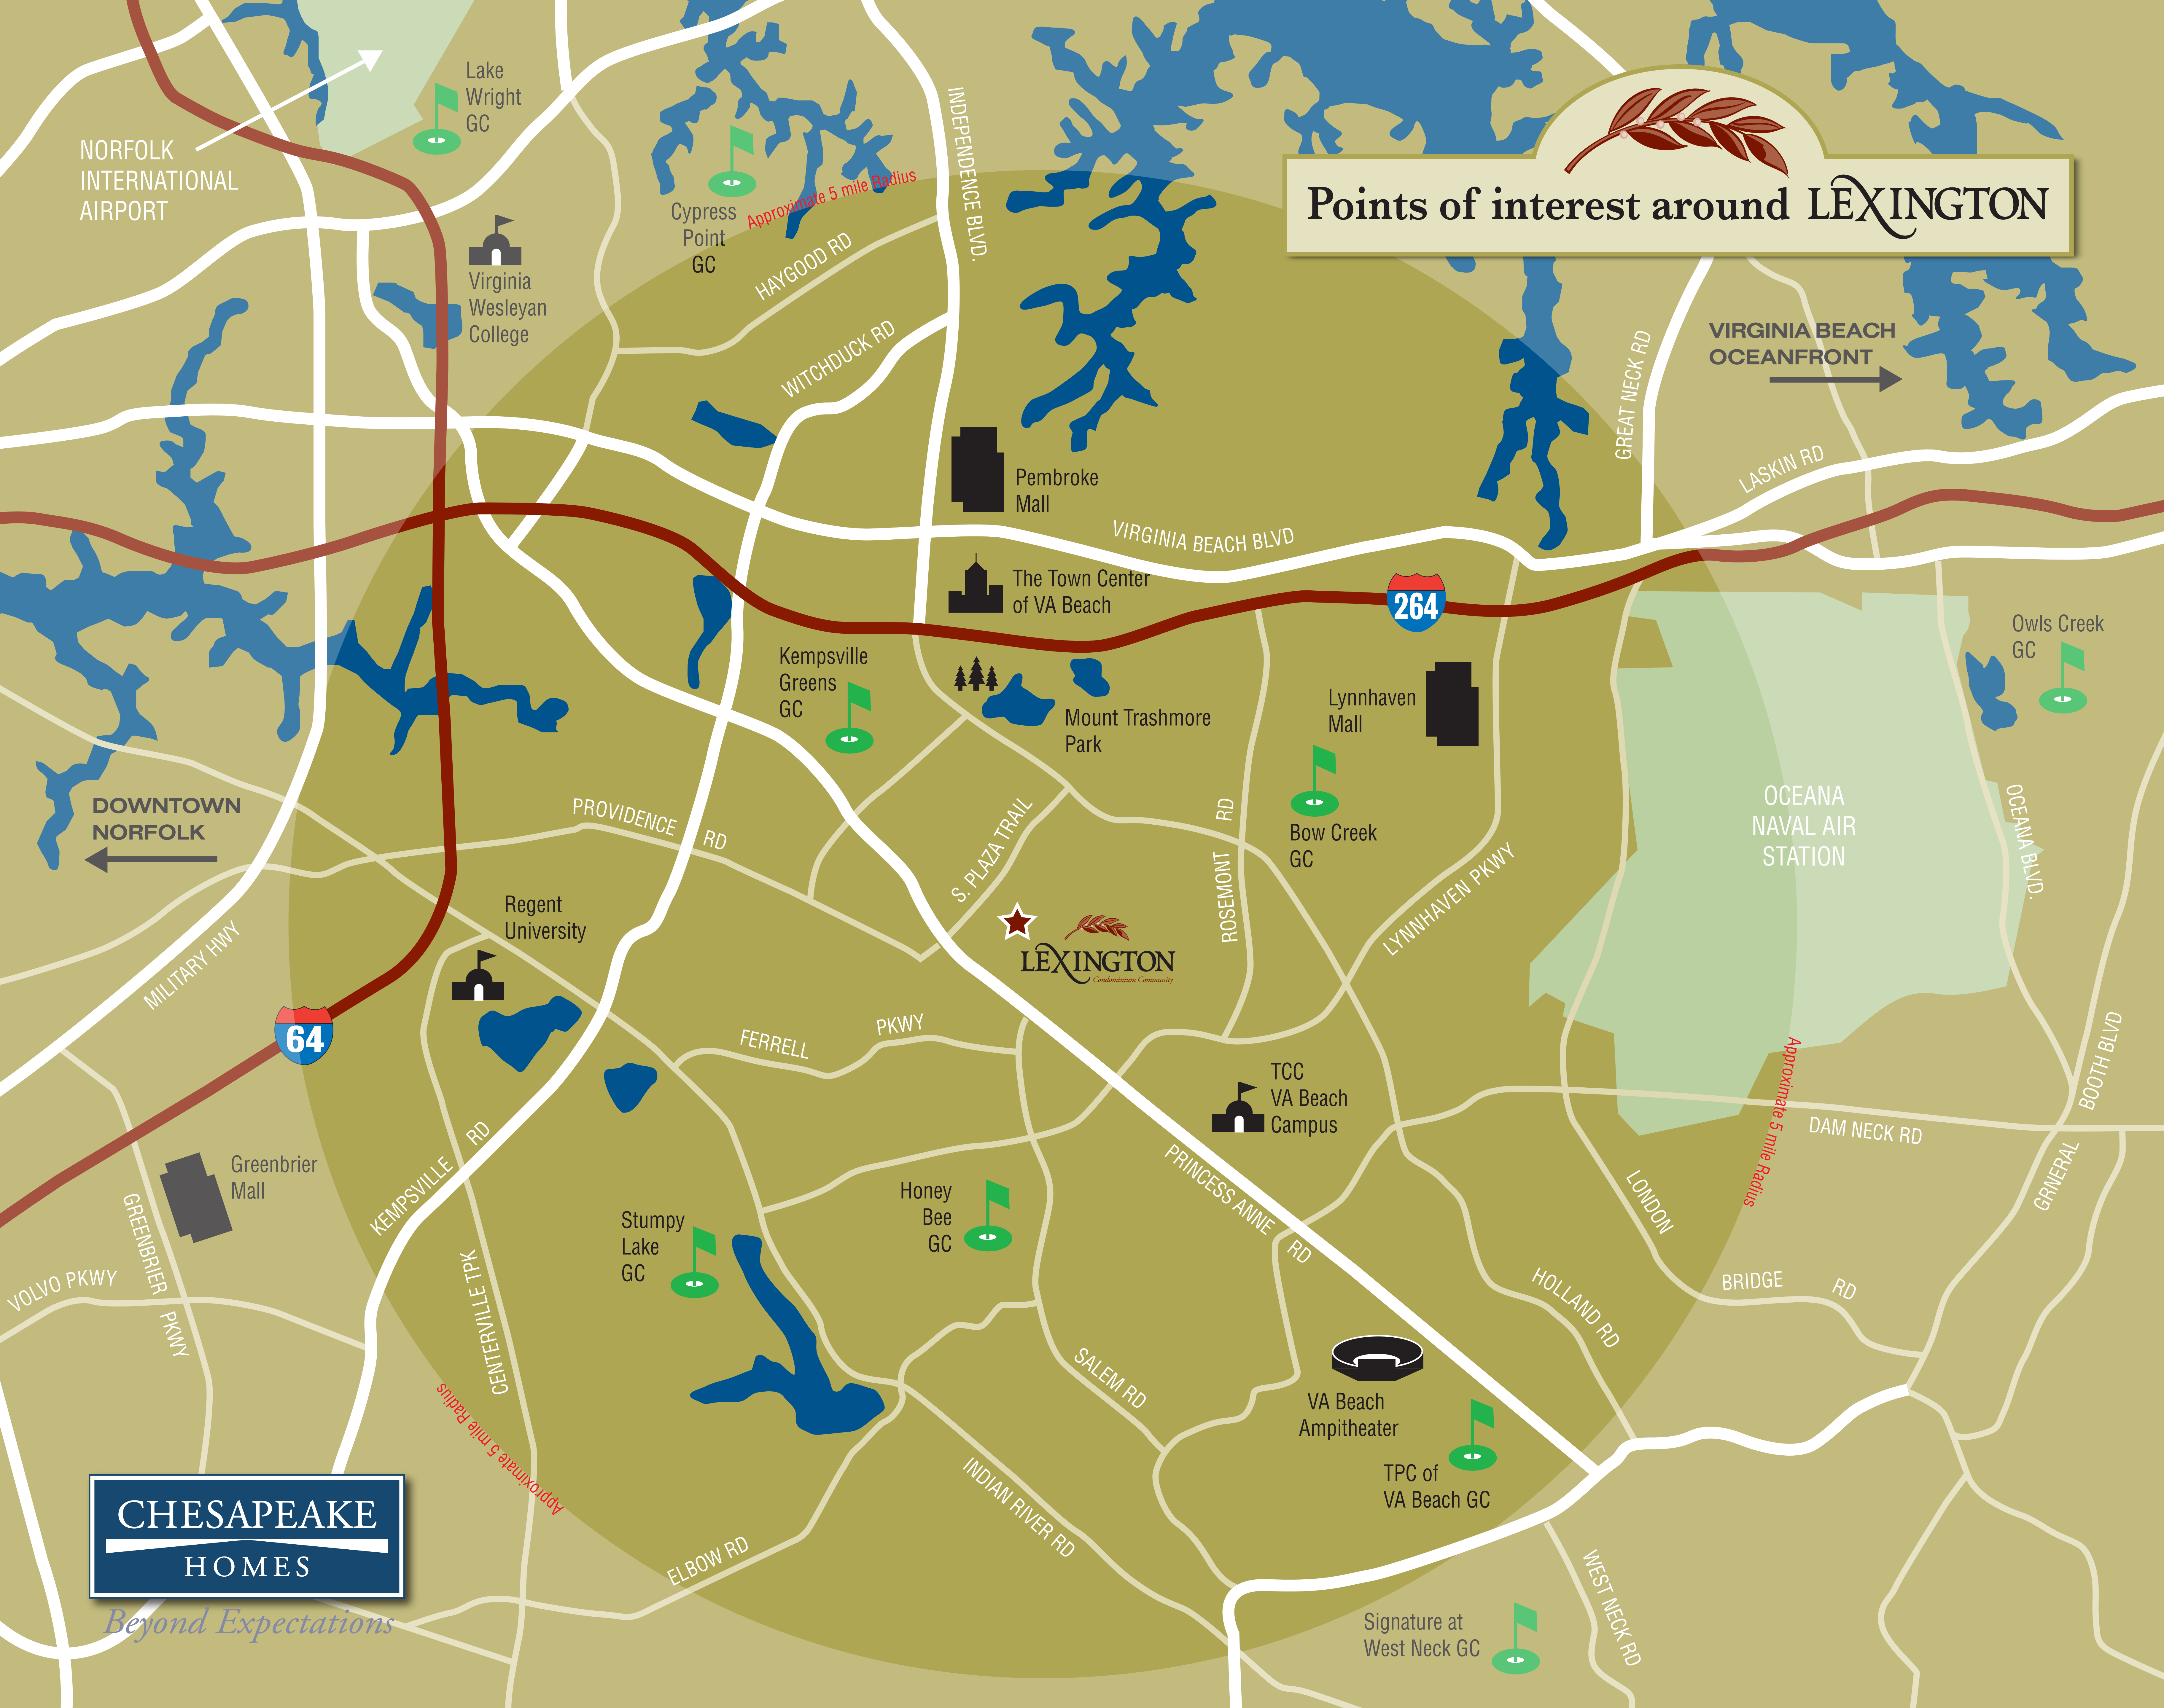 Points of interest around LEXINGTON
Lake
Wright
GC
NORFOLK
INTERNATIONAL
AIRPORT
Cypress
Point
GC
Approximate 5 mile Radius
INDEPENDENCE BLVD.
HAYGOOD RD
Virginia
Wesleyan
College
WITCHDUCK RD
VIRGINIA BEACH
OCEANFRONT
GREAT NECK RD
LASKIN RD
Pembroke
Mall
VIRGINIA BEACH BLVD
The Town Center
of VA Beach
264
Owls Creek
GC
Kempsville
Greens
GC
Mount Trashmore
Park
Lynnhaven
Mall
Bow Creek
GC
OCEANA
NAVAL AIR
STATION
OCEANA BLVD.
DOWNTOWN
NORFOLK
PROVIDENCE RD
S. PLAZA TRAIL
ROSEMONT RD
LYNNHAVEN PKWY
Regent
University
LEXINGTON
Condominium Community
MILITARY HWY
64
FERRELL PKWY
TCC
VA Beach
Campus
Approximate 5 mile Radius
DAM NECK RD
GRNERAL BOOTH BLVD
PRINCESS ANNE RD
LONDON BRIDGE RD
Greenbrier
Mall
GREENBRIER PKWY
VOLVO PKWY
KEMPSVILLE RD
CENTERVILLE TPK
Stumpy
Lake
GC
Honey
Bee
GC
HOLLAND RD
SALEM RD
VA Beach
Ampitheater
TPC of
VA Beach GC
Approximate 5 mile Radius
INDIAN RIVER RD
ELBOW RD
WEST NECK RD
Signature at
West Neck GC
CHESAPEAKE
HOMES
Beyond Expectations